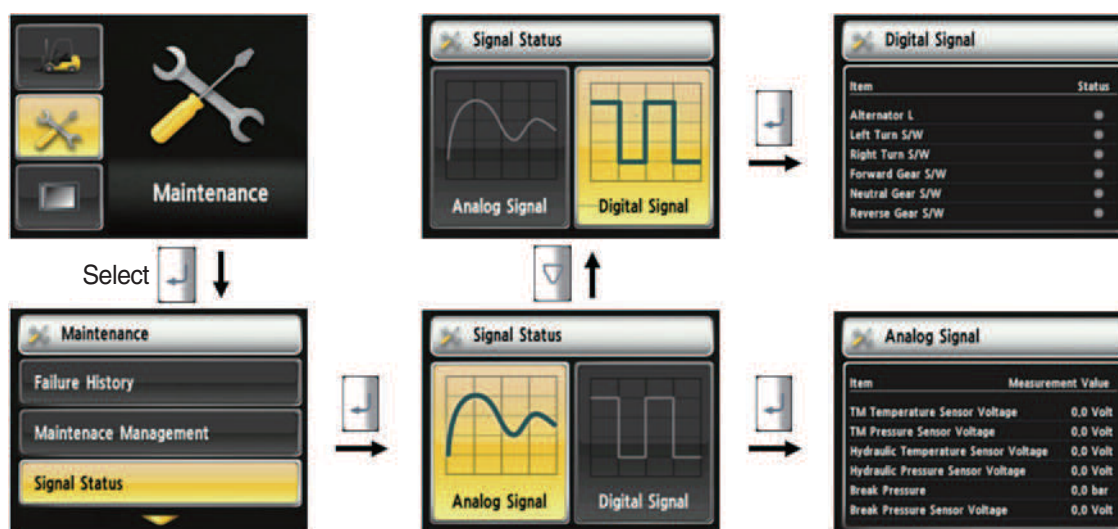 Maintenance
Select
Maintenance
Failure History
Maintenace Management
Signal Status
Signal Status
Analog Signal Digital Signal
Signal Status
Analog Signal Digital Signal
Digital Signal
Item Status
Alternator L
Left Turn S/W
Right Turn S/W
Forward Gear S/W
Neutral Gear S/W
Reverse Gear S/W
Analog Signal
Item Measurement Value
TM Temperature Sensor Voltage 0,0 Volt
TM Pressure Sensor Voltage 0,0 Volt
Hydraulic Temperature Sensor Voltage 0,0 Volt
Hydraulic Pressure Sensor Voltage 0,0 Volt
Break Pressure 0,0 bar
Break Pressure Sensor Voltage 0,0 Volt